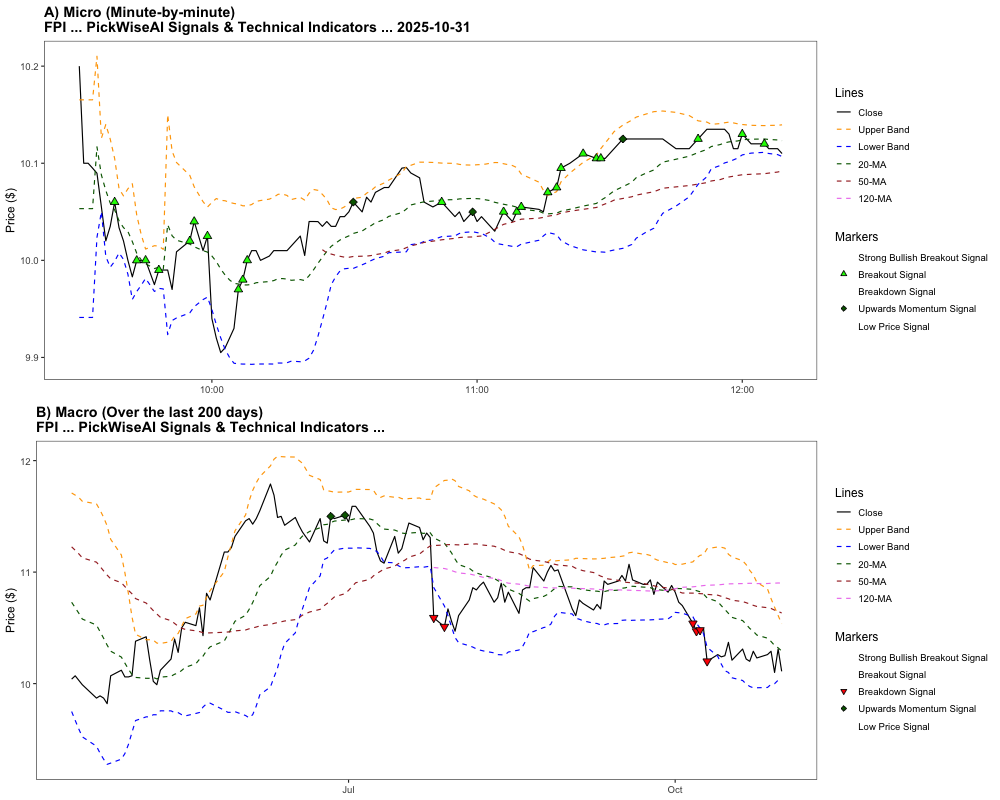 A) Micro (Minute-by-minute)
FPI ... PickWiseAI Signals & Technical Indicators ... 2025-10-31
Price ($)
10.2
10.1
10.0
9.9
10:00
11:00
12:00
Lines
Close
Upper Band
Lower Band
20-MA
50-MA
120-MA
Markers
Strong Bullish Breakout Signal
Breakout Signal
Breakdown Signal
Upwards Momentum Signal
Low Price Signal
B) Macro (Over the last 200 days)
FPI ... PickWiseAI Signals & Technical Indicators ...
Price ($)
12
11
10
Jul
Oct
Lines
Close
Upper Band
Lower Band
20-MA
50-MA
120-MA
Markers
Strong Bullish Breakout Signal
Breakout Signal
Breakdown Signal
Upwards Momentum Signal
Low Price Signal